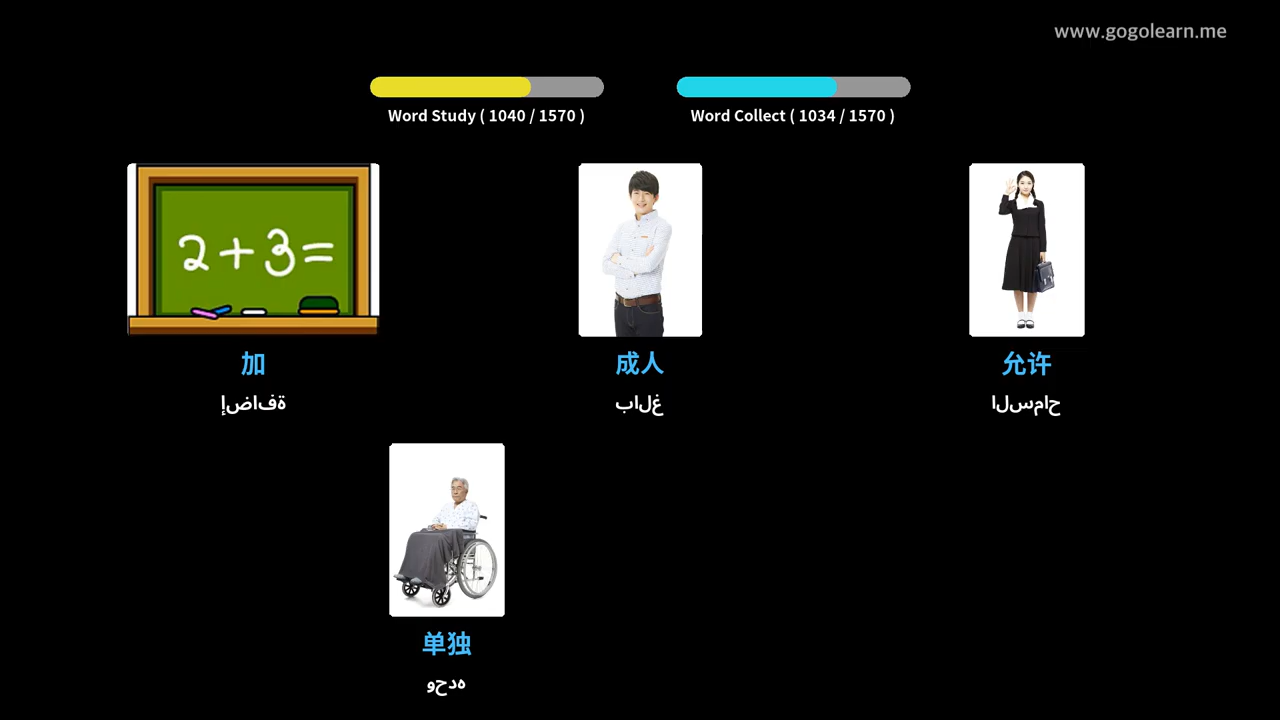 www.gogolearn.me
Word Study ( 1040 / 1570 )
Word Collect ( 1034 / 1570 )
2+3=
加
成人
允许
إضافة
بالغ
السماح
单独
وحده